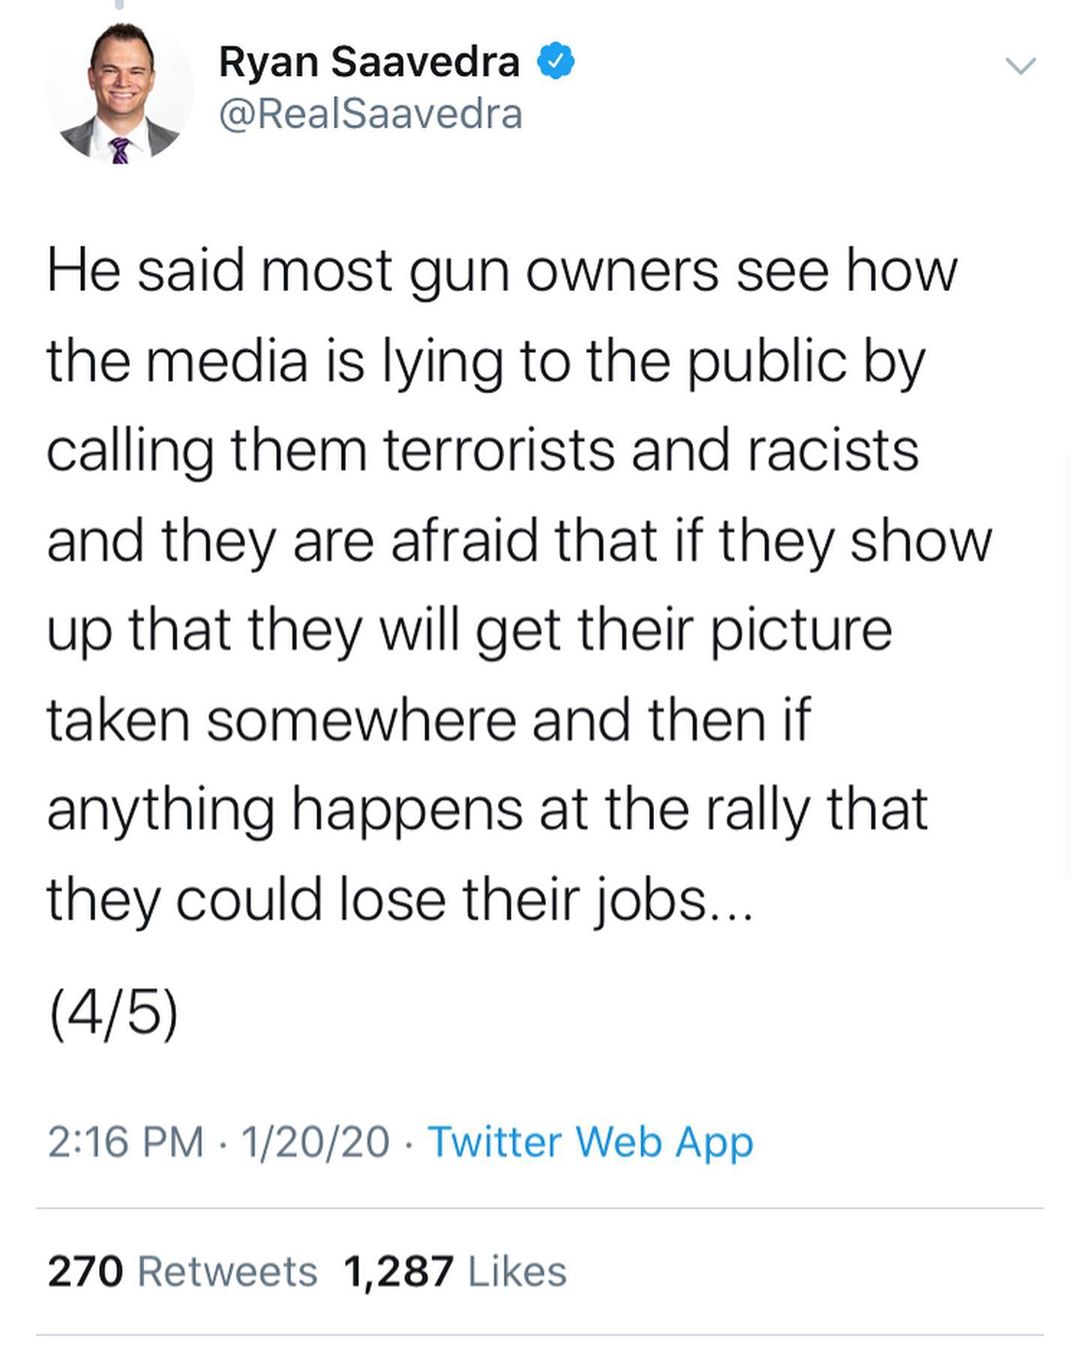 Ryan Saavedra
@RealSaavedra
He said most gun owners see how
the media is lying to the public by
calling them terrorists and racists
and they are afraid that if they show
up that they will get their picture
taken somewhere and then if
anything happens at the rally that
they could lose their jobs...
(4/5)
2:16 PM · 1/20/20 · Twitter Web App
270 Retweets 1,287 Likes